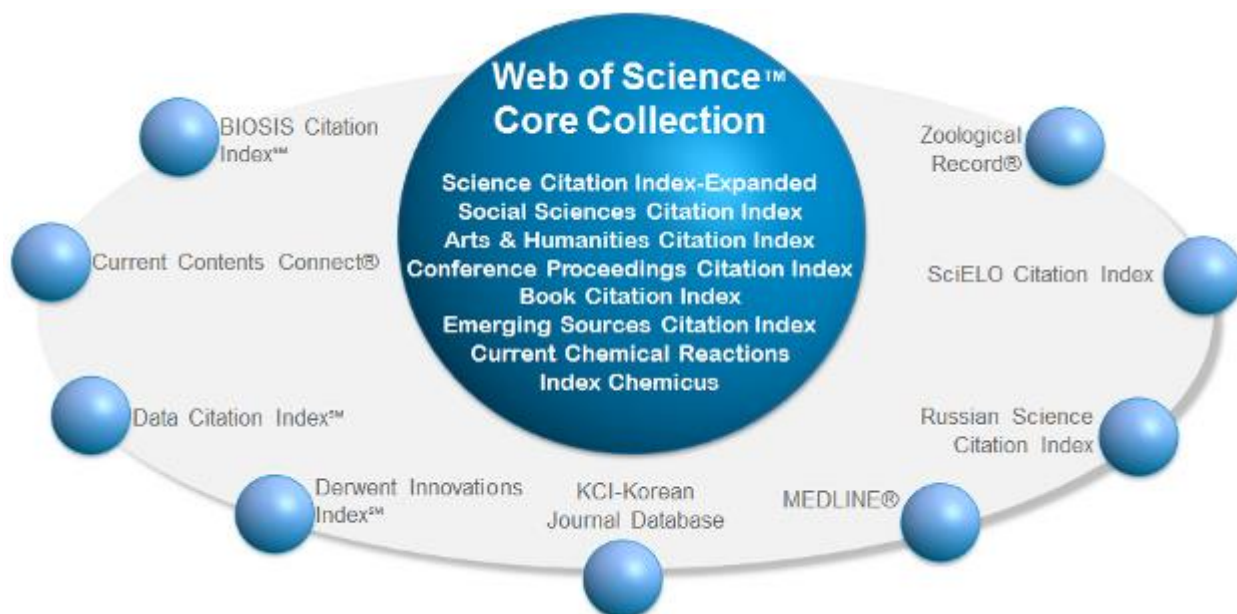 Web of Science™
Core Collection
Science Citation Index-Expanded
Social Sciences Citation Index
Arts & Humanities Citation Index
Conference Proceedings Citation Index
Book Citation Index
Emerging Sources Citation Index
Current Chemical Reactions
Index Chemicus
BIOSIS Citation
Index℠
Current Contents Connect®
Data Citation Index℠
Derwent Innovations
Index℠
KCI-Korean
Journal Database
MEDLINE®
Russian Science
Citation Index
SciELO Citation Index
Zoological
Record®